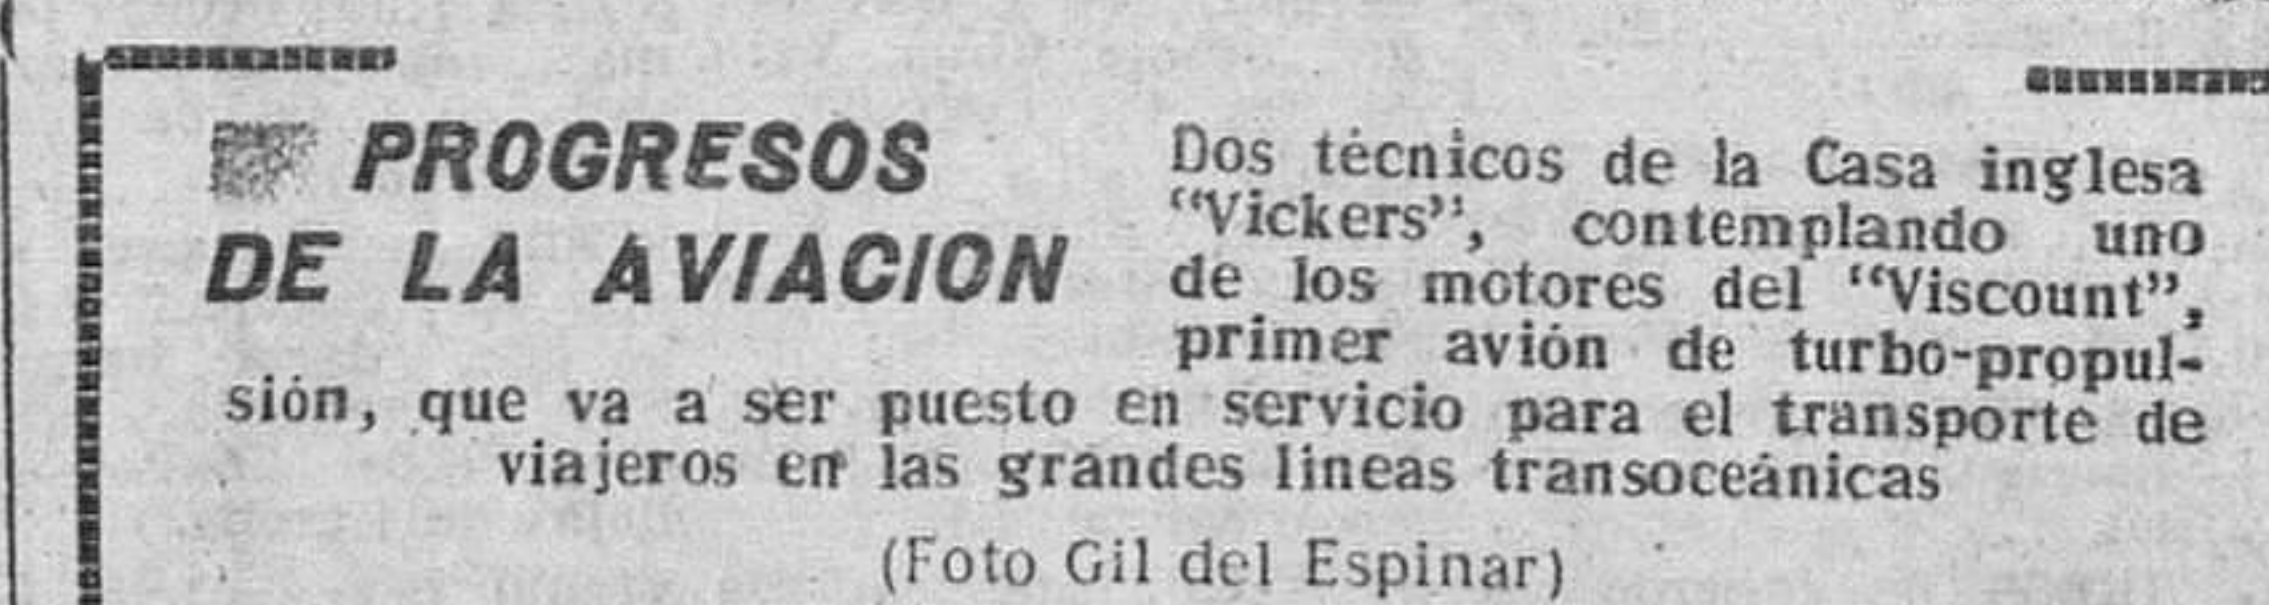 PROGRESOS
DE LA AVIACION
Dos técnicos de la Casa inglesa
“Vickers”, contemplando uno
de los motores del “Viscount”,
primer avión de turbo-propul-
sión, que va a ser puesto en servicio para el transporte de
viajeros en las grandes líneas transoceánicas
(Foto Gil del Espinar)